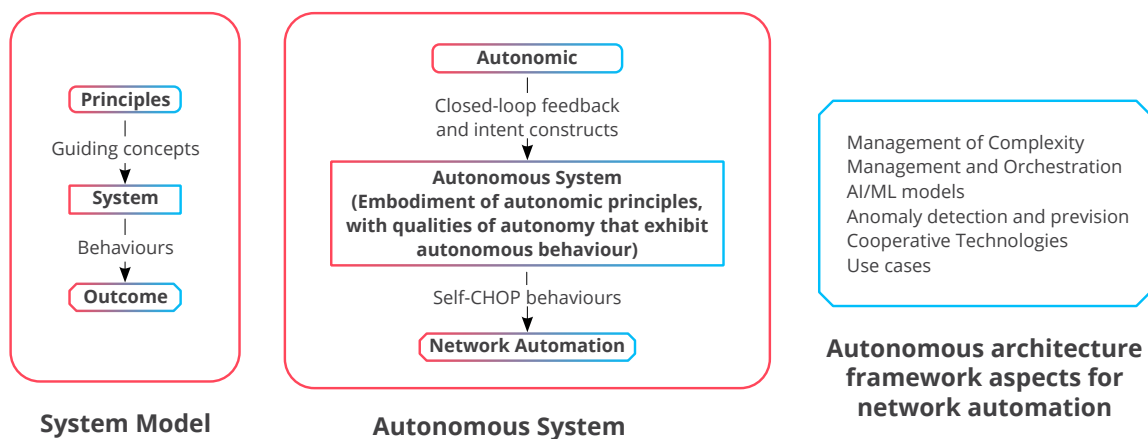 Principles
Guiding concepts
System
Behaviours
Outcome
System Model
Autonomic
Closed-loop feedback
and intent constructs
Autonomous System
(Embodiment of autonomic principles,
with qualities of autonomy that exhibit
autonomous behaviour)
Self-CHOP behaviours
Network Automation
Autonomous System
Management of Complexity
Management and Orchestration
AI/ML models
Anomaly detection and prevision
Cooperative Technologies
Use cases
Autonomous architecture
framework aspects for
network automation